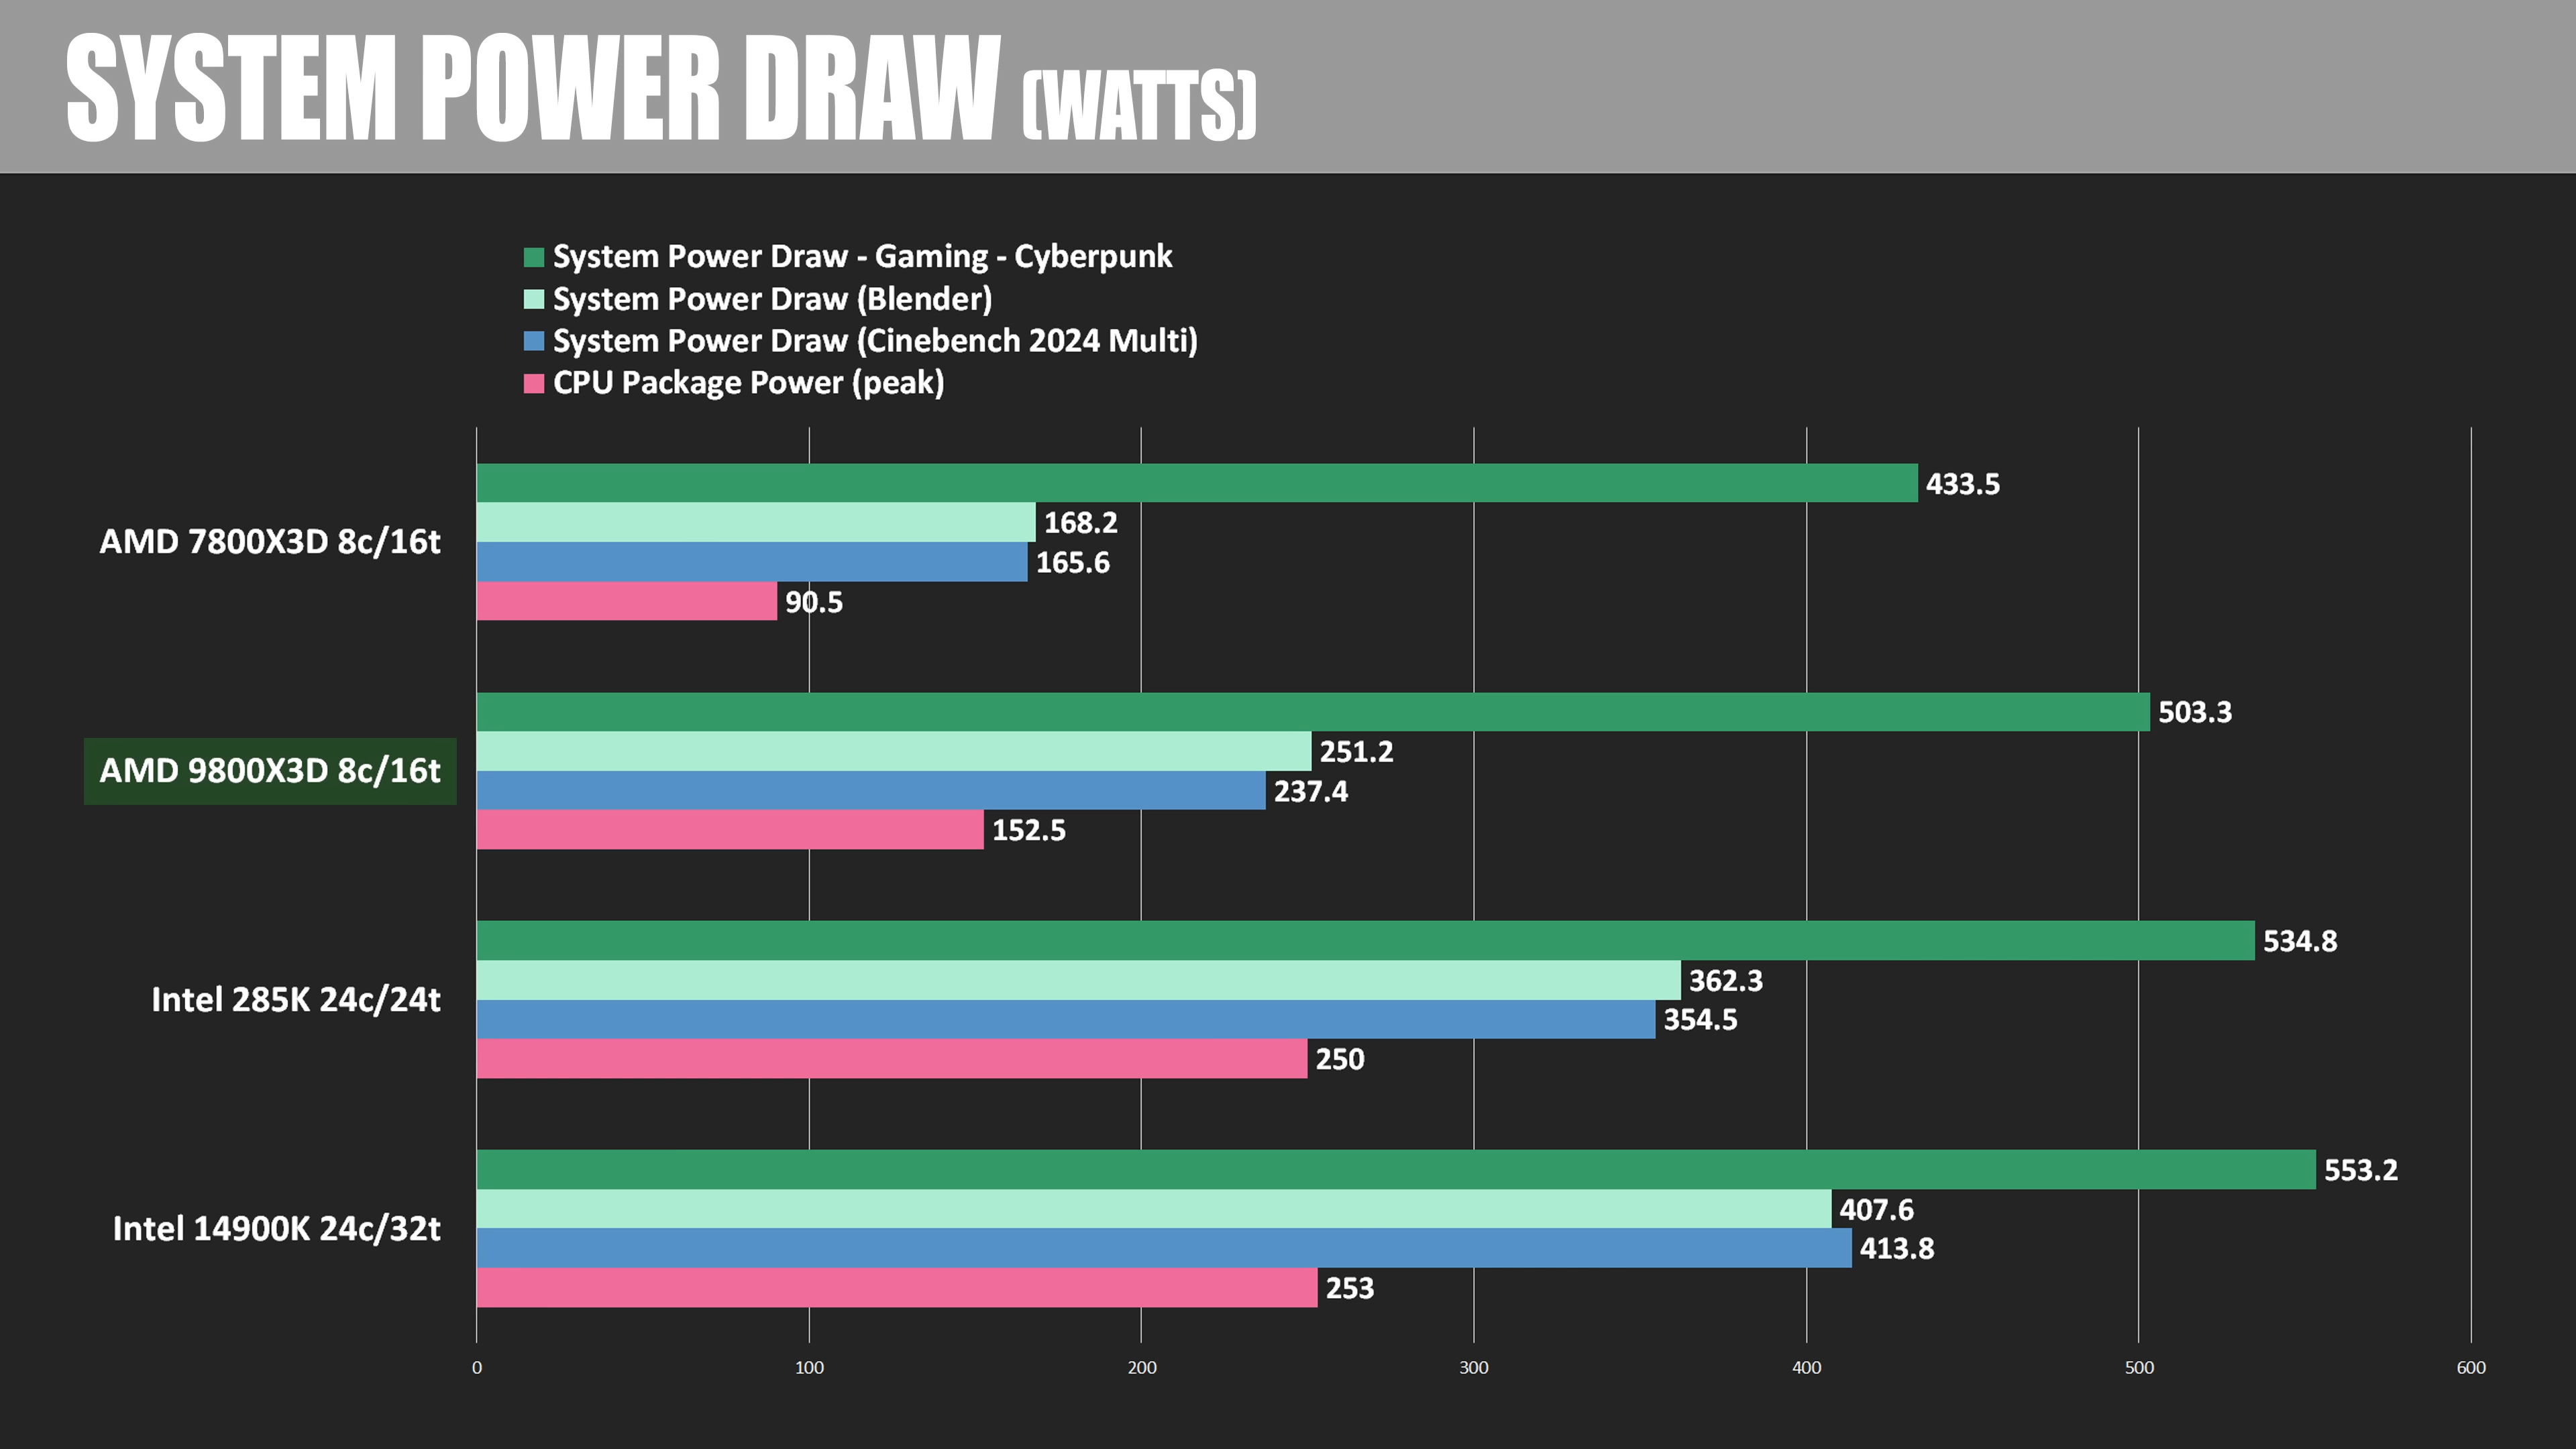 SYSTEM POWER DRAW (WATTS)
System Power Draw - Gaming - Cyberpunk
System Power Draw (Blender)
System Power Draw (Cinebench 2024 Multi)
CPU Package Power (peak)
433.5
168.2
AMD 7800X3D 8c/16t
165.6
90.5
503.3
251.2
AMD 9800X3D 8c/16t
237.4
152.5
534.8
362.3
Intel 285K 24c/24t
354.5
250
553.2
407.6
Intel 14900K 24c/32t
413.8
253
0 100 200 300 400 500 600